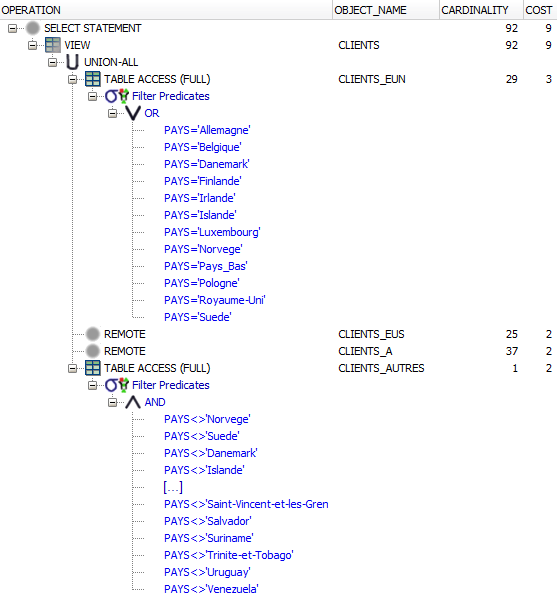 OPERATION OBJECT_NAME CARDINALITY COST
SELECT STATEMENT 92 9
VIEW CLIENTS 92 9
UNION-ALL
TABLE ACCESS (FULL) CLIENTS_EUN 29 3
Filter Predicates
OR
PAYS='Allemagne'
PAYS='Belgique'
PAYS='Danemark'
PAYS='Finlande'
PAYS='Irlande'
PAYS='Islande'
PAYS='Luxembourg'
PAYS='Norvege'
PAYS='Pays_Bas'
PAYS='Pologne'
PAYS='Royaume-Uni'
PAYS='Suede'
REMOTE CLIENTS_EUS 25 2
REMOTE CLIENTS_A 37 2
TABLE ACCESS (FULL) CLIENTS_AUTRES 1 2
Filter Predicates
AND
PAYS<>'Norvege'
PAYS<>'Suede'
PAYS<>'Danemark'
PAYS<>'Islande'
[...]
PAYS<>'Saint-Vincent-et-les-Gren
PAYS<>'Salvador'
PAYS<>'Suriname'
PAYS<>'Trinite-et-Tobago'
PAYS<>'Uruguay'
PAYS<>'Venezuela'